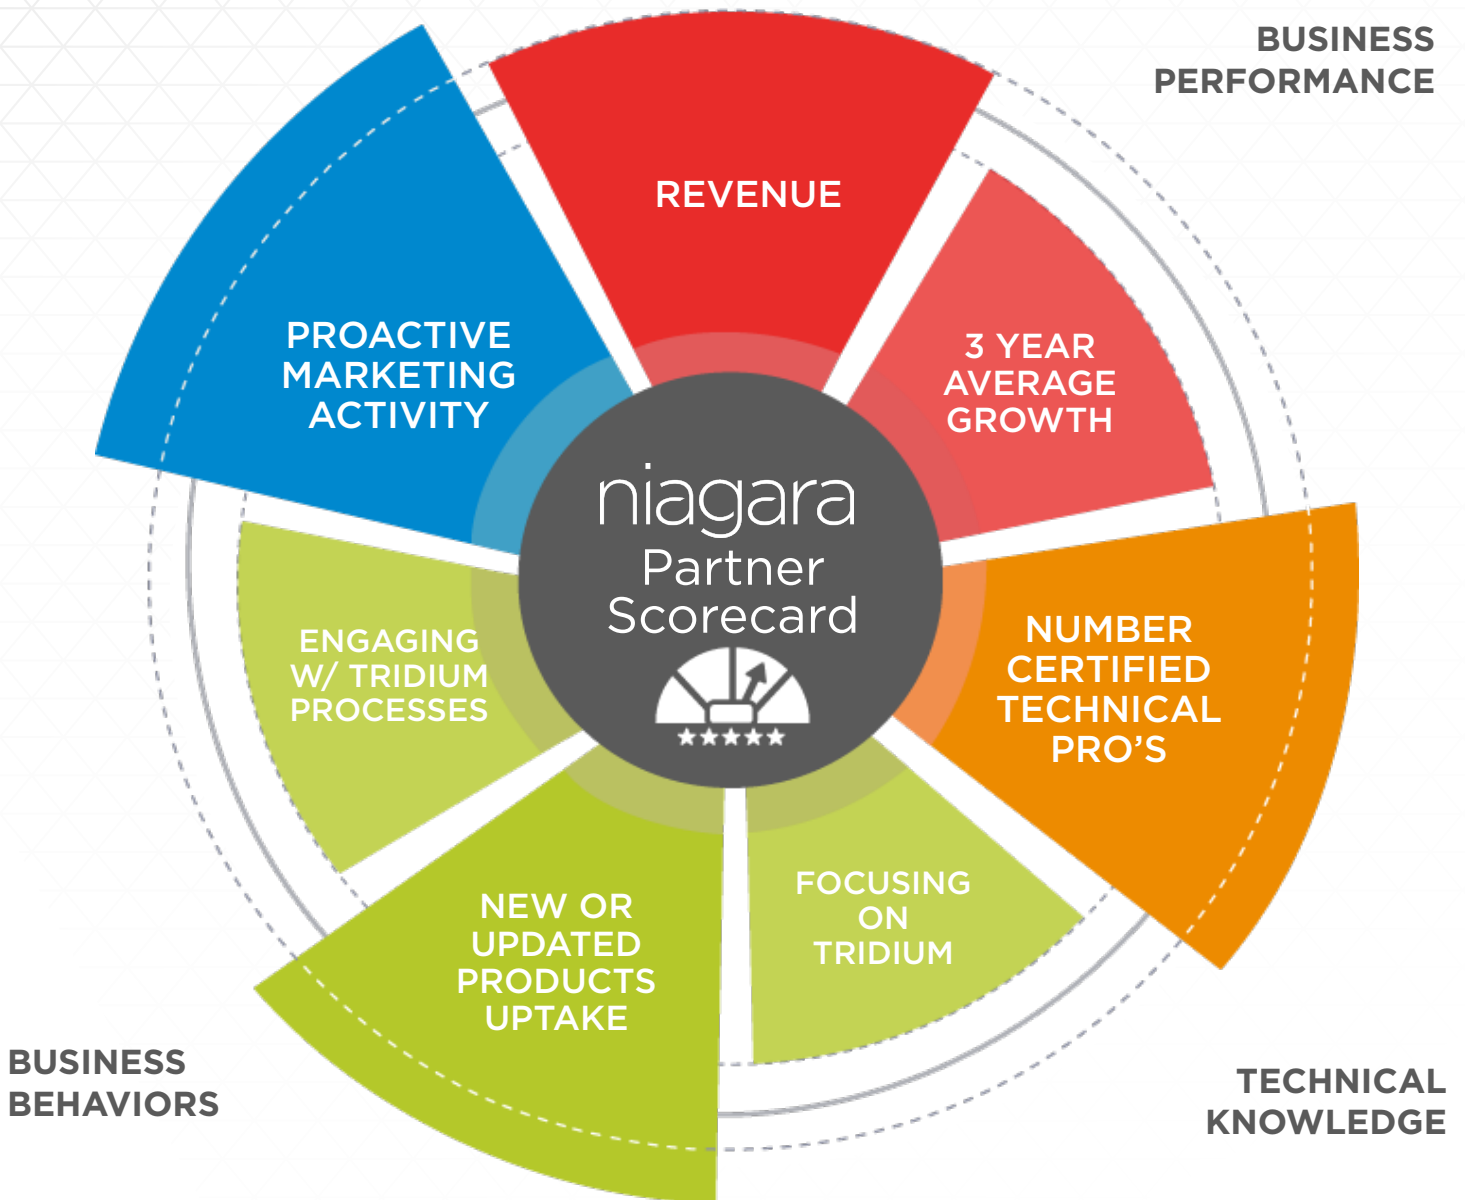 BUSINESS
PERFORMANCE
REVENUE
PROACTIVE
MARKETING
ACTIVITY
3 YEAR
AVERAGE
GROWTH
niagara
Partner
Scorecard
ENGAGING
W/ TRIDIUM
PROCESSES
NUMBER
CERTIFIED
TECHNICAL
PRO'S
NEW OR
UPDATED
PRODUCTS
UPTAKE
FOCUSING
ON
TRIDIUM
BUSINESS
BEHAVIORS
TECHNICAL
KNOWLEDGE